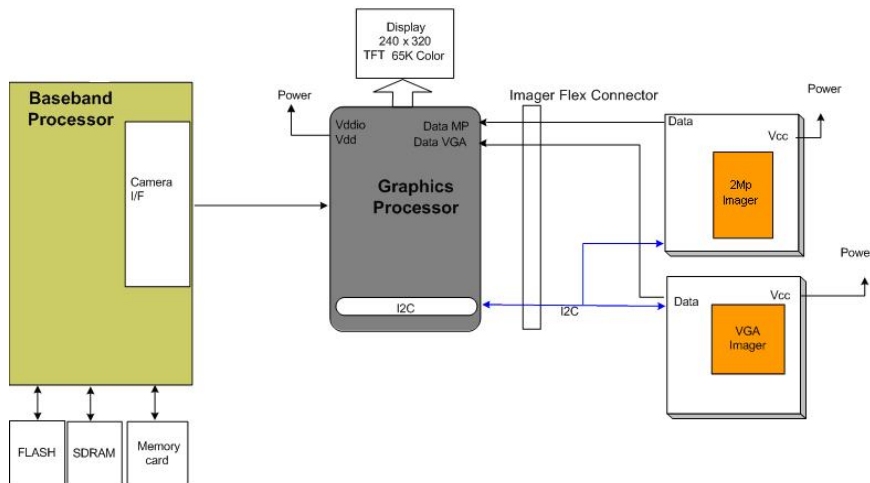 Display
240 x 320
TFT 65K Color
Baseband
Processor
Camera
I/F
FLASH
SDRAM
Memory
card
Power
Vddio
Vdd
Data MP
Data VGA
Graphics
Processor
I2C
Imager Flex Connector
I2C
Power
Data
Vcc
2Mp
Imager
Power
Data
Vcc
VGA
Imager